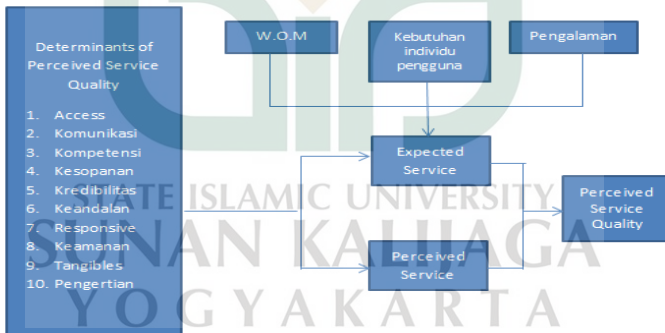 Determinants of
Perceived Service
Quality
1. Access
2. Komunikasi
3. Kompetensi
4. Kesopanan
5. Kredibilitas
6. Keandalan
7. Responsive
8. Keamanan
9. Tangibles
10. Pengertian
W.O.M
Kebutuhan
individu
pengguna
Pengalaman
Expected
Service
Perceived
Service
Perceived
Service
Quality
STATE ISLAMIC UNIVERSITY
SUNAN KALIJAGA
YOGYAKARTA